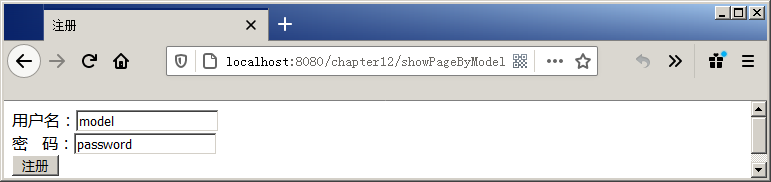 注册
localhost:8080/chapter12/showPageByModel
用户名：model
密 码：password
注册